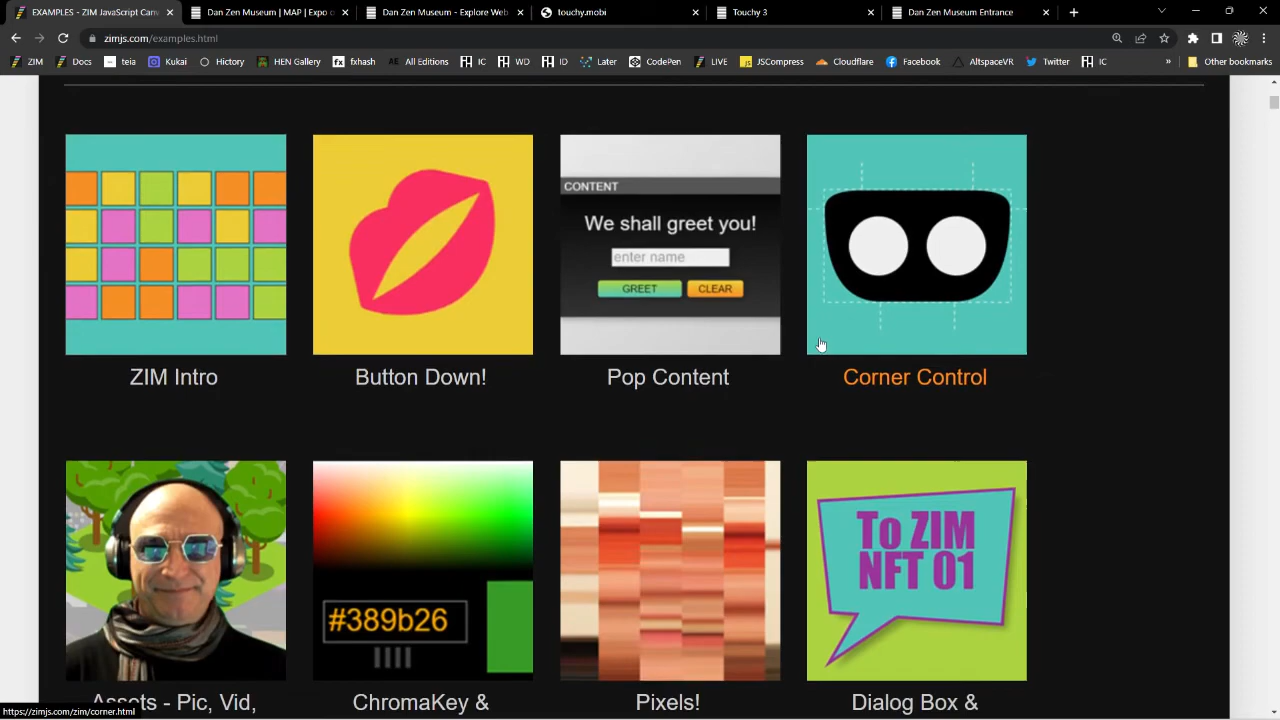 EXAMPLES - ZIM JavaScript Canv
Dan Zen Museum | MAP | Expo o
Dan Zen Museum - Explore Web
touchy.mobi
Touchy 3
Dan Zen Museum Entrance
zimjs.com/examples.html
ZIM
Docs
teia
Kukai
Hictory
HEN Gallery
fxhash
AE All Editions
IC
WD
ID
Later
CodePen
LIVE
JSCompress
Cloudflare
Facebook
AltspaceVR
Twitter
IC
»
Other bookmarks
CONTENT
We shall greet you!
enter name
GREET CLEAR
ZIM Intro
Button Down!
Pop Content
Corner Control
#389b26
To ZIM
NFT 01
Assets - Pic, Vid,
ChromaKey &
Pixels!
Dialog Box &
https://zimjs.com/zim/corner.html